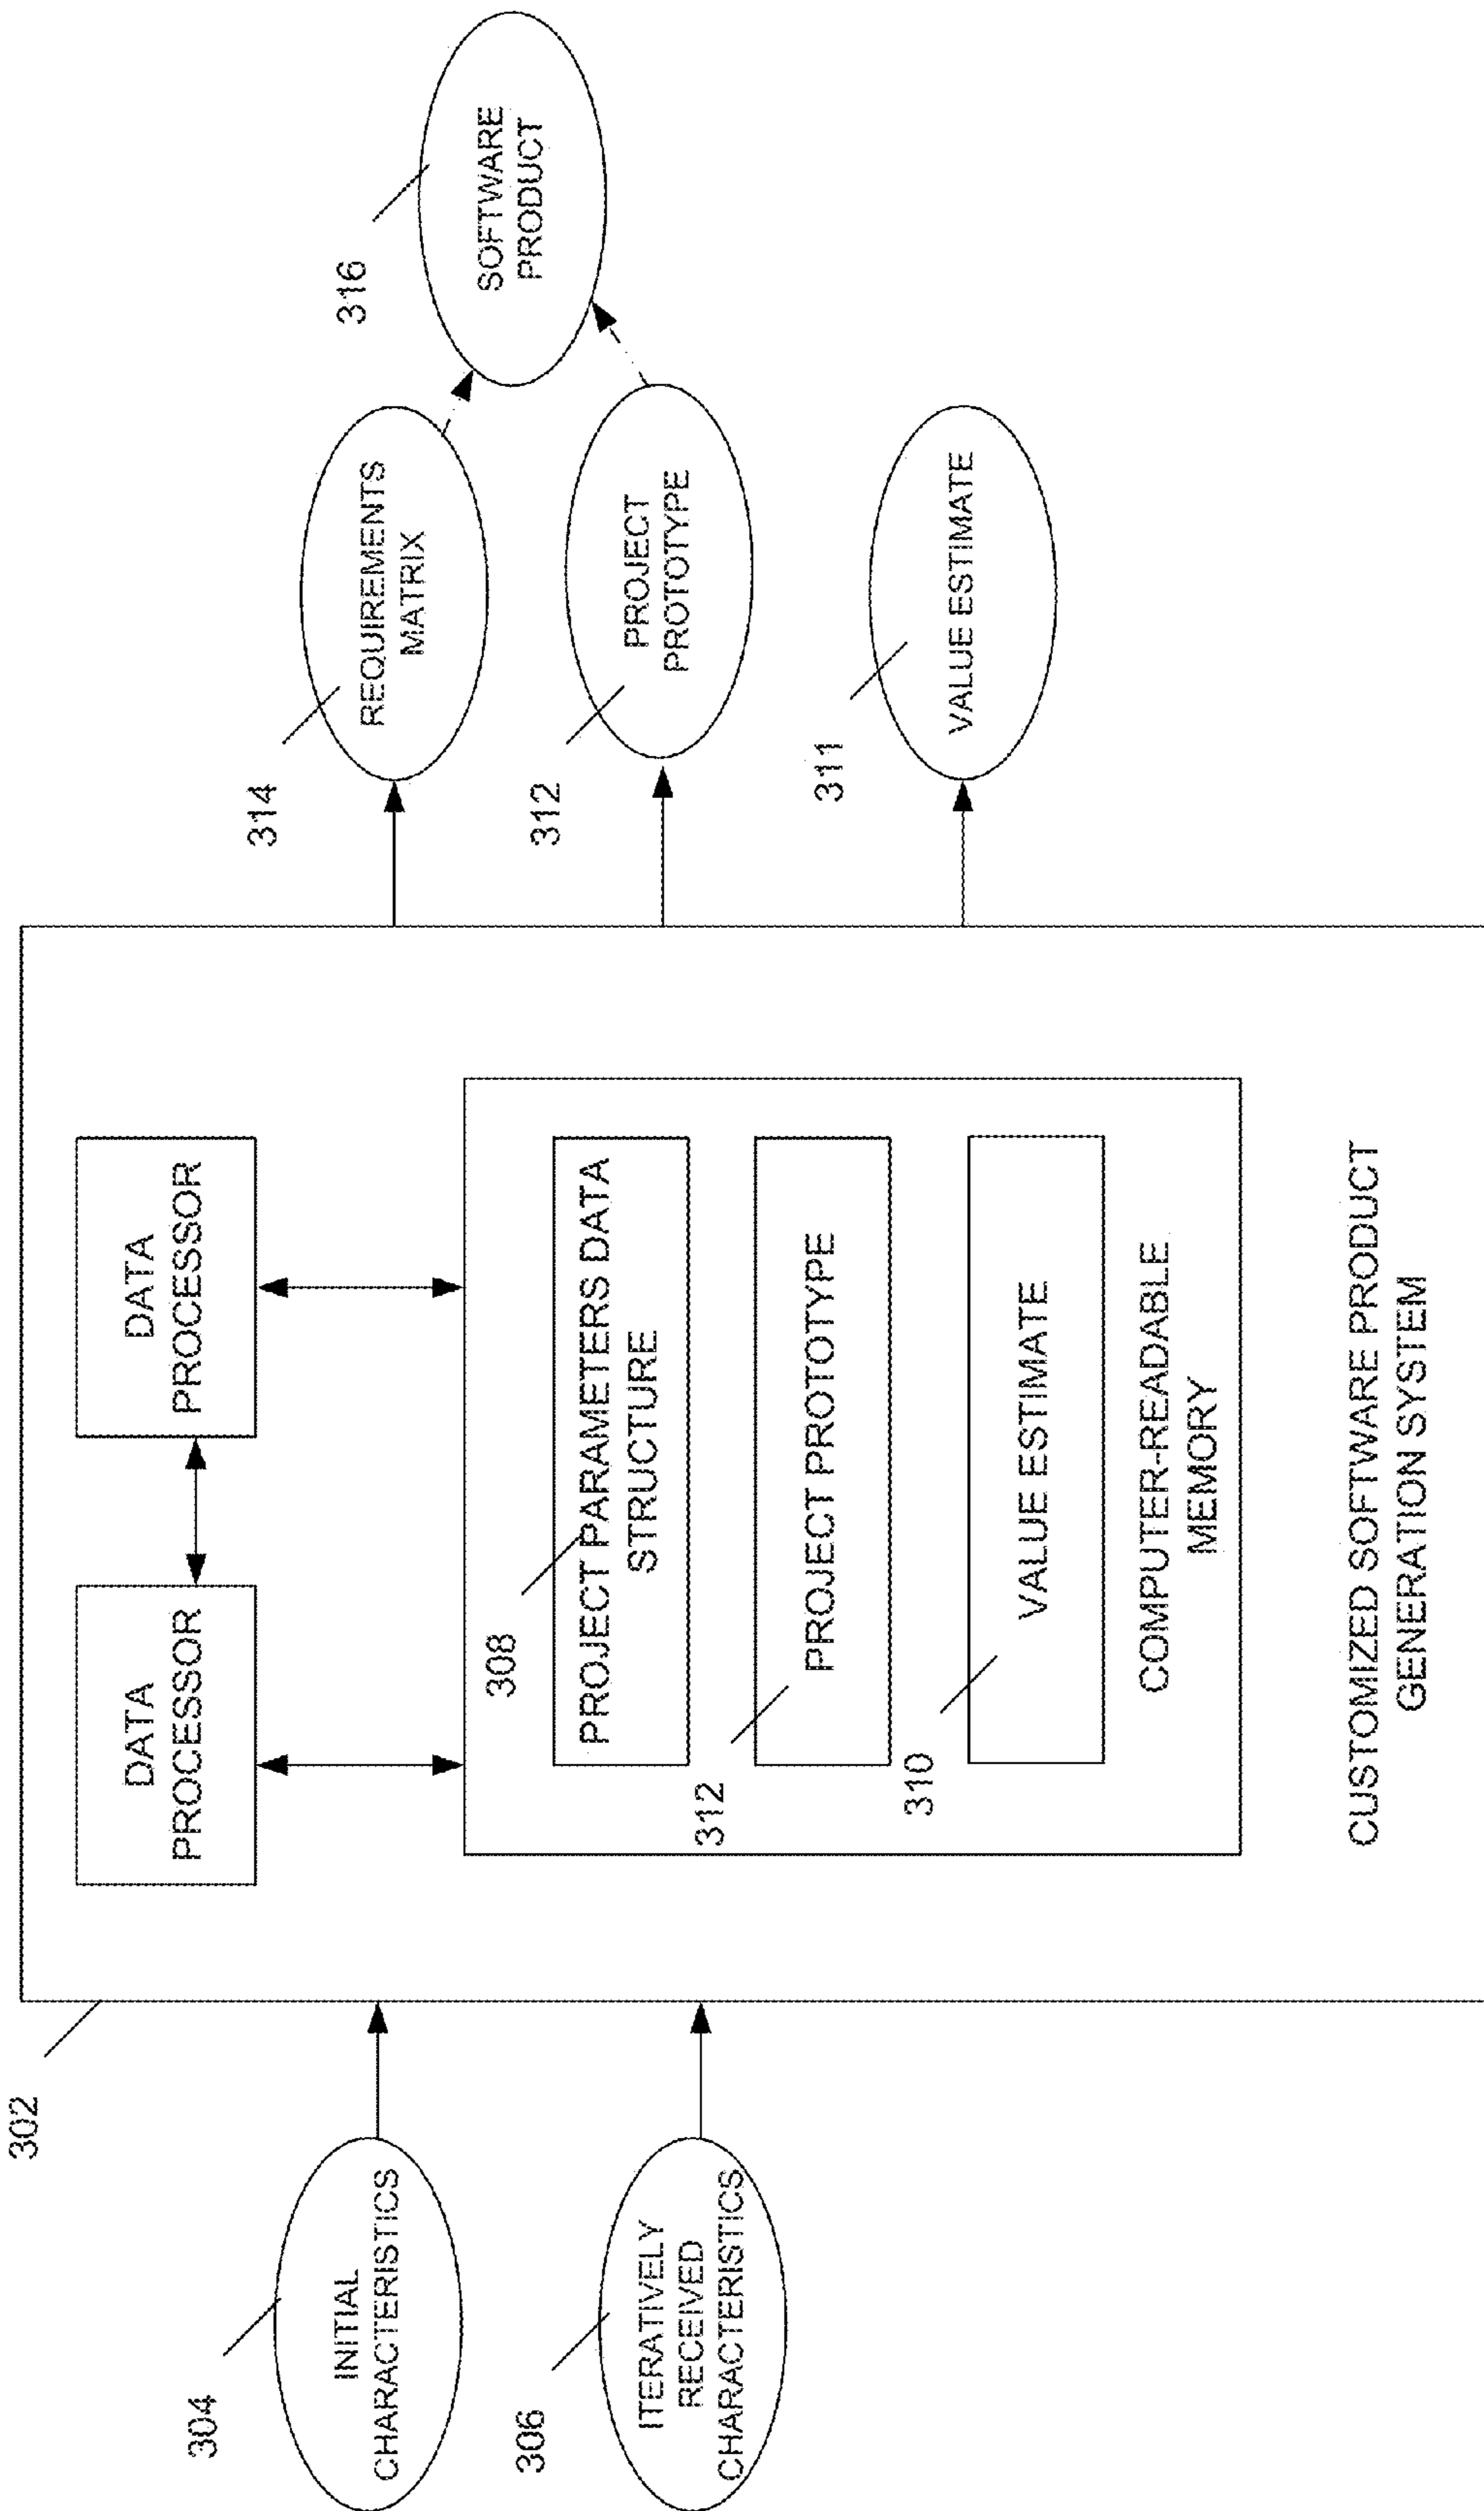 302
304
INITIAL
CHARACTERISTICS
306
ITERATIVELY
RECEIVED
CHARACTERISTICS
DATA
PROCESSOR
DATA
PROCESSOR
308
PROJECT PARAMETERS DATA
STRUCTURE
312
PROJECT PROTOTYPE
310
VALUE ESTIMATE
COMPUTER-READABLE
MEMORY
CUSTOMIZED SOFTWARE PRODUCT
GENERATION SYSTEM
314
REQUIREMENTS
MATRIX
312
PROJECT
PROTOTYPE
311
VALUE ESTIMATE
316
SOFTWARE
PRODUCT